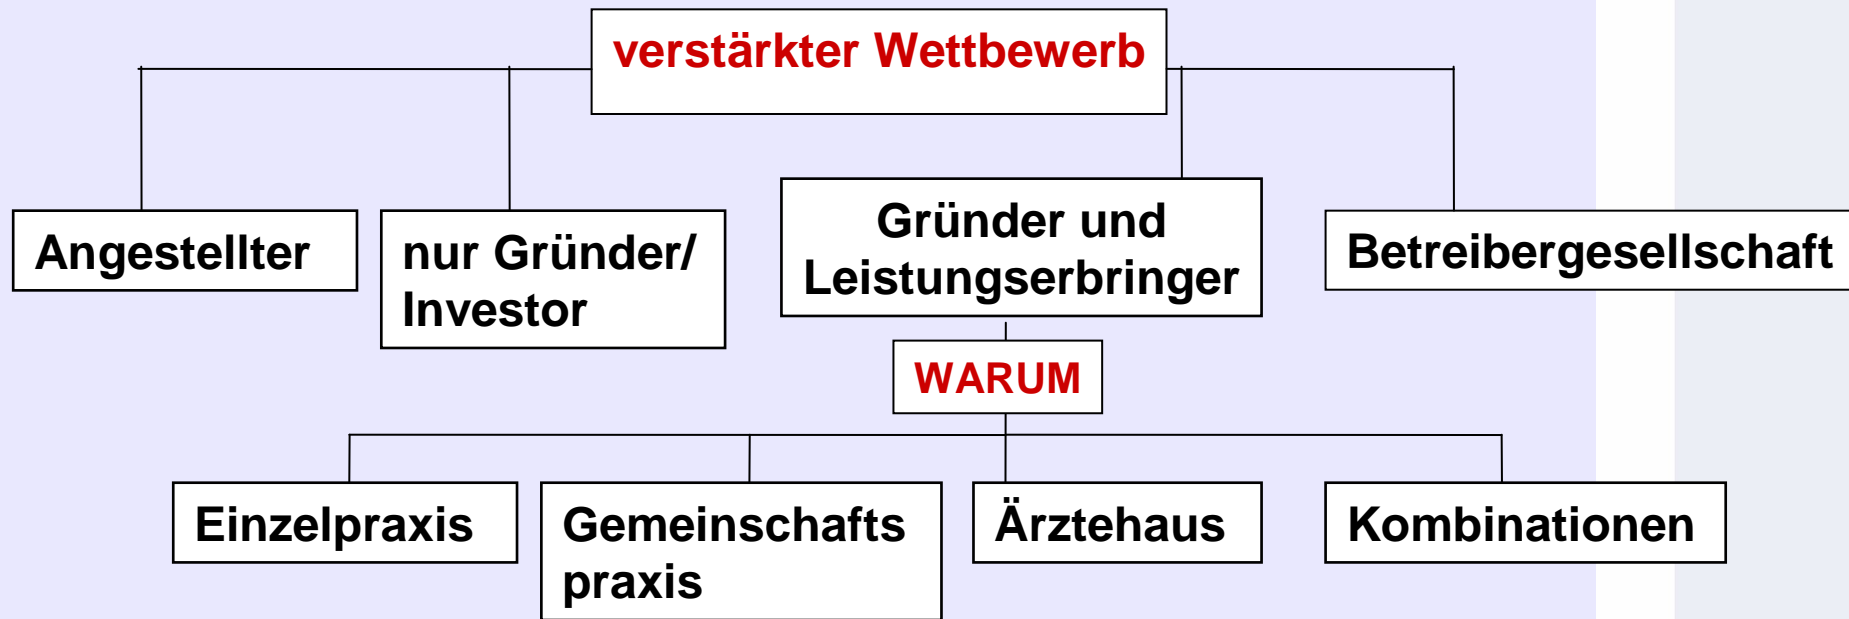 verstärkter Wettbewerb
Angestellter
nur Gründer/
Investor
Gründer und
Leistungserbringer
Betreibergesellschaft
WARUM
Einzelpraxis
Gemeinschafts
praxis
Ärztehaus
Kombinationen